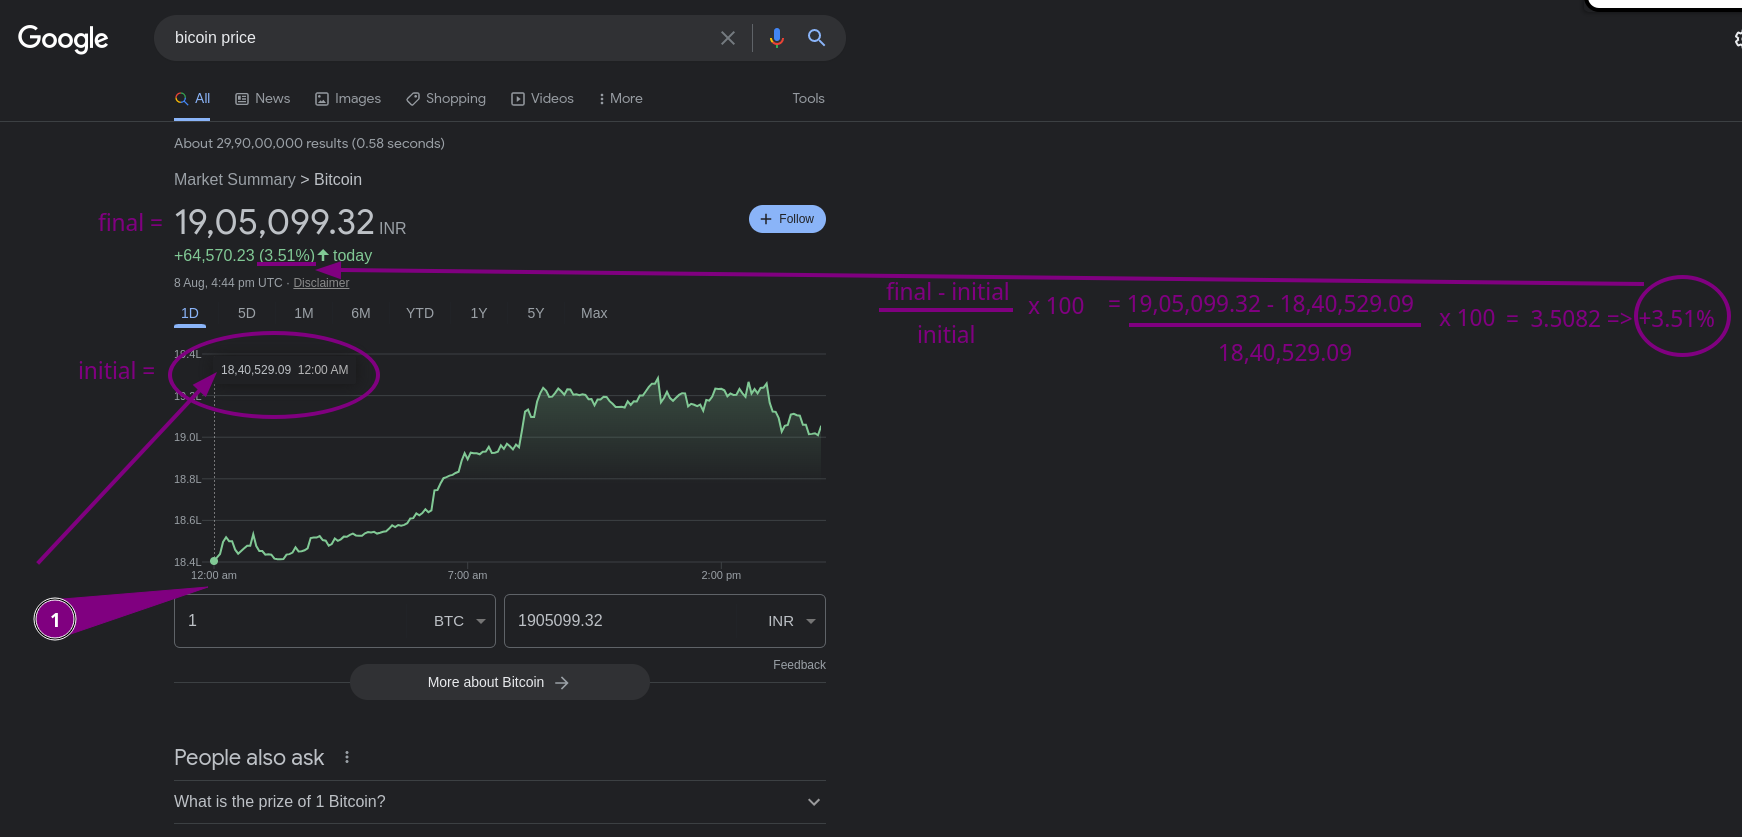 Google
bicoin price
All News Images Shopping Videos More Tools
About 29,90,00,000 results (0.58 seconds)
Market Summary > Bitcoin
final = 19,05,099.32 INR
+ Follow
+64,570.23 (3.51%) today
8 Aug, 4:44 pm UTC · Disclaimer
final - initial
initial
x 100
= 19,05,099.32 - 18,40,529.09
18,40,529.09
x 100 = 3.5082 => +3.51%
1D 5D 1M 6M YTD 1Y 5Y Max
19.4L
initial = 18,40,529.09 12:00 AM
19.2L
19.0L
18.8L
18.6L
18.4L
12:00 am 7:00 am 2:00 pm
1
1 BTC 1905099.32 INR
Feedback
More about Bitcoin
People also ask
What is the prize of 1 Bitcoin?